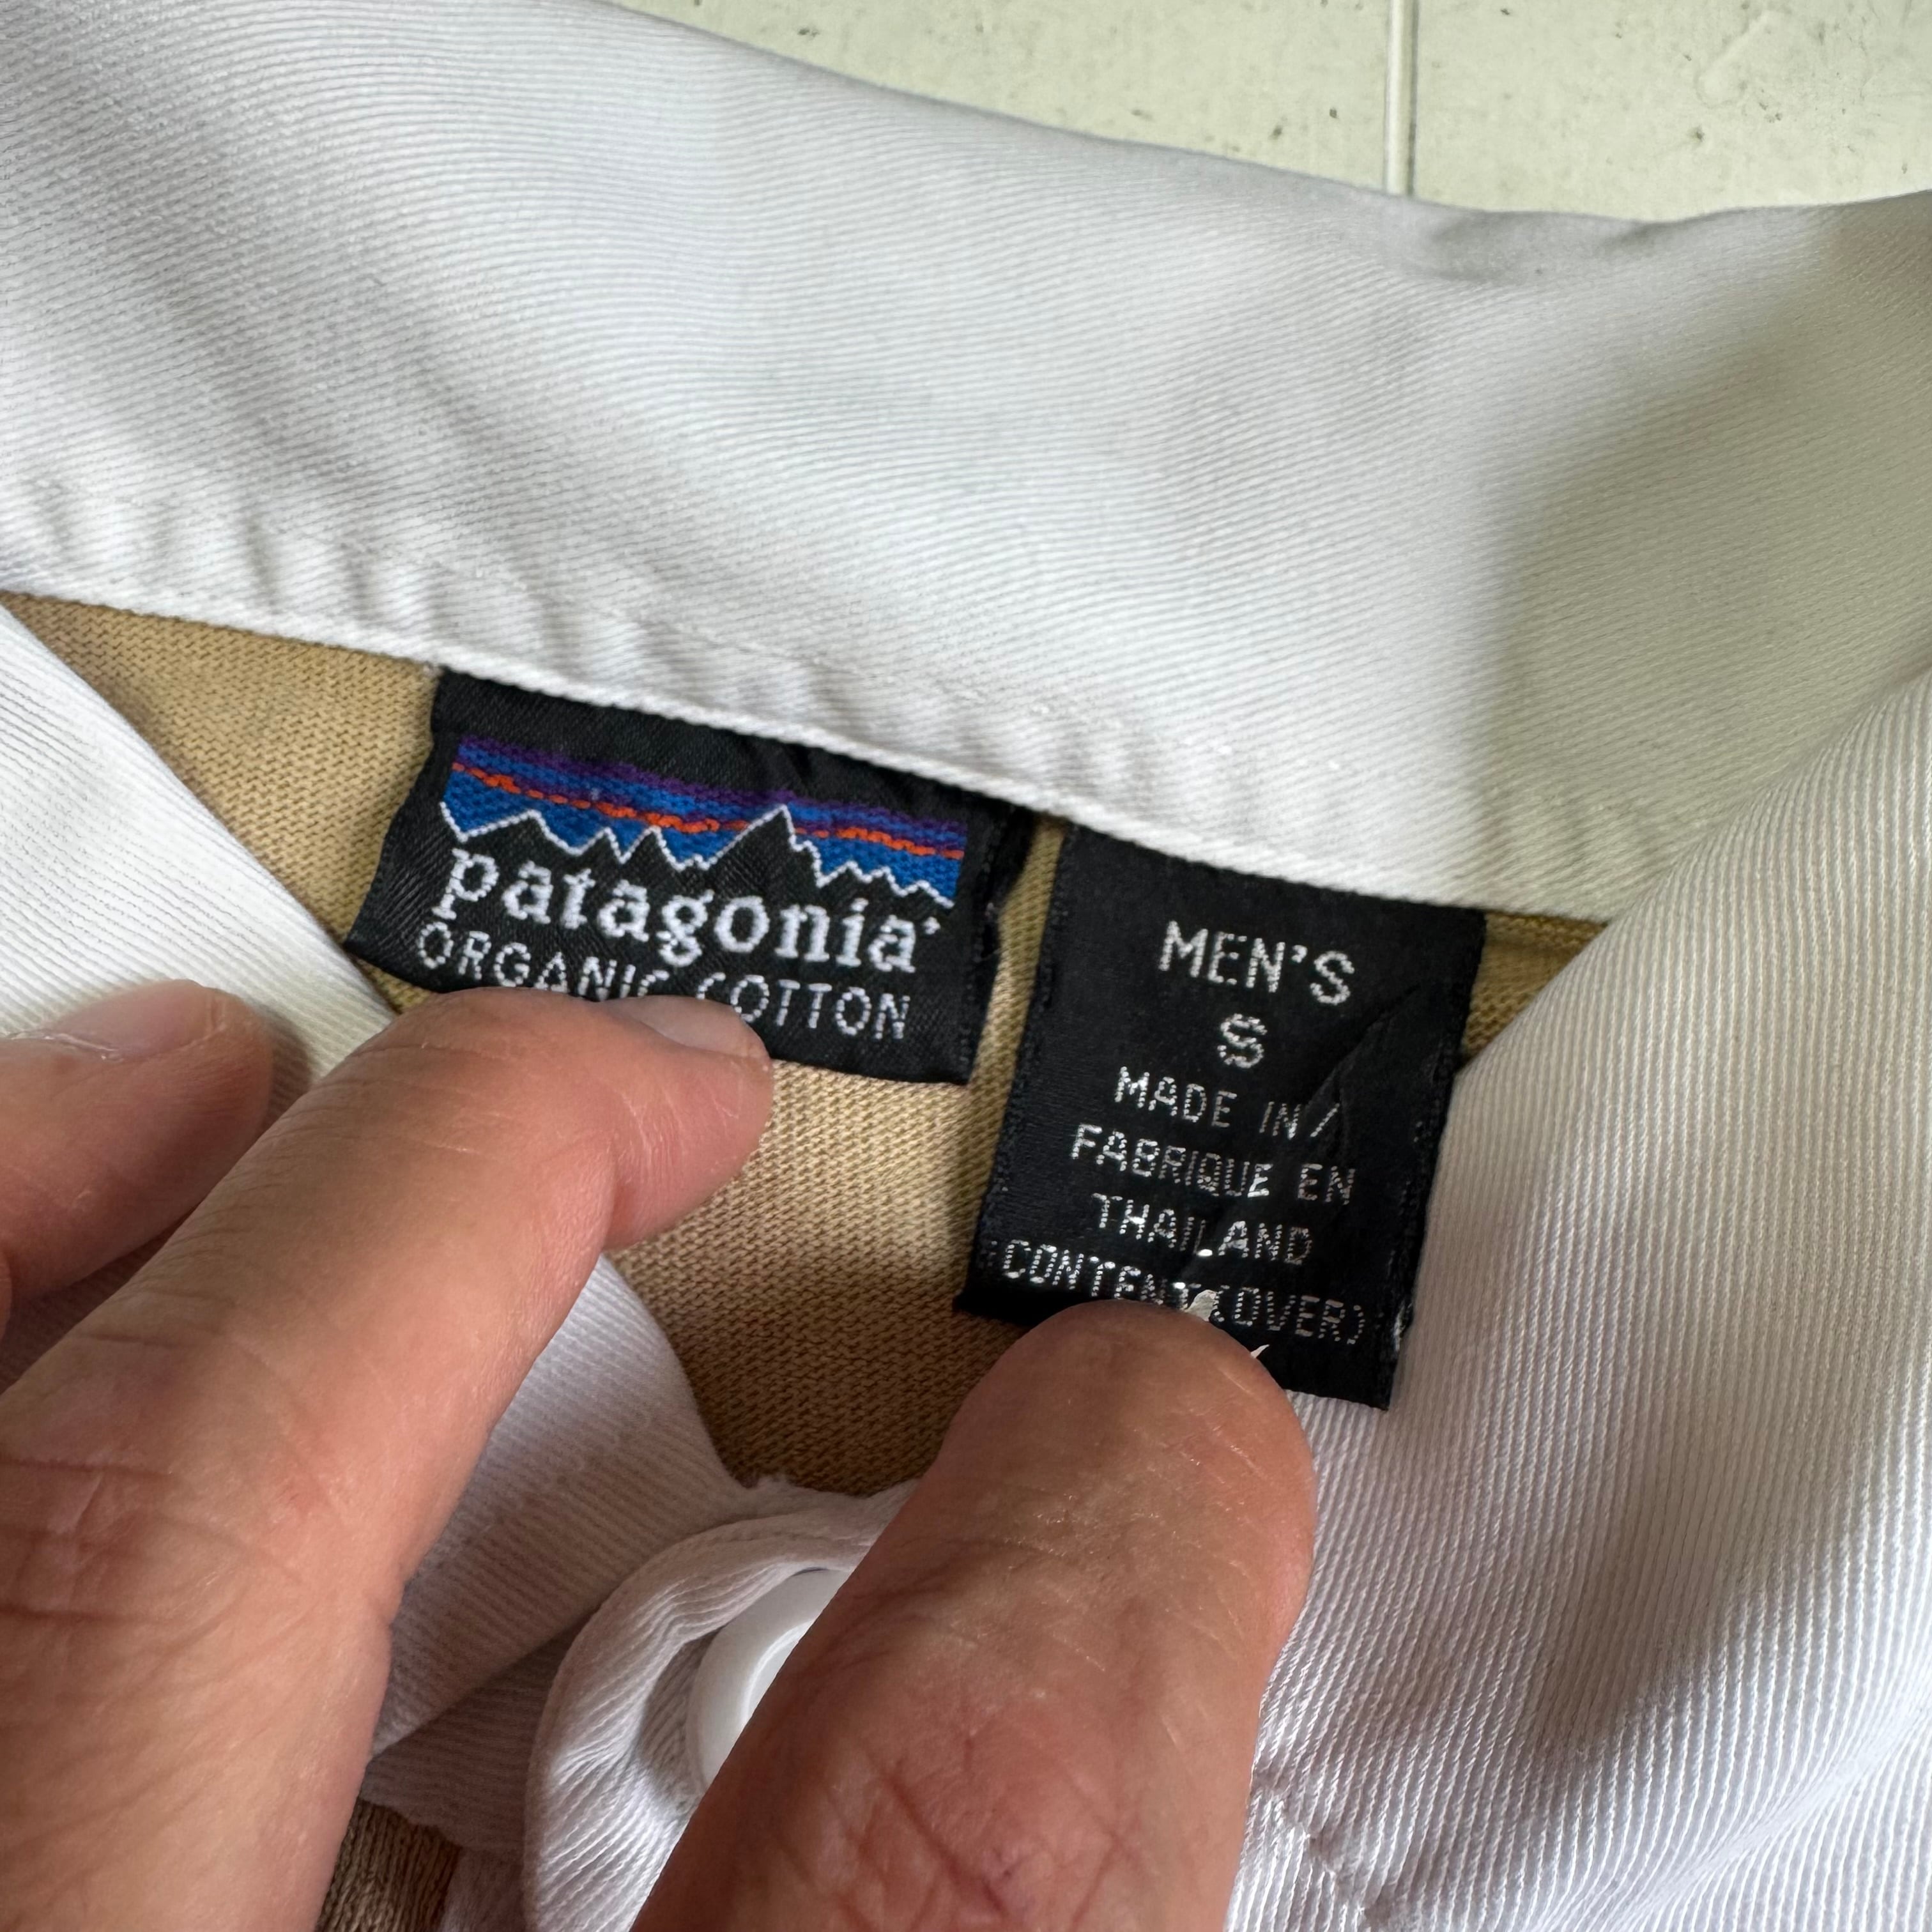 patagonia®
ORGANIC COTTON
MEN'S
S
MADE IN/
FABRIQUE EN
THAILAND
CONTENT (OVER)